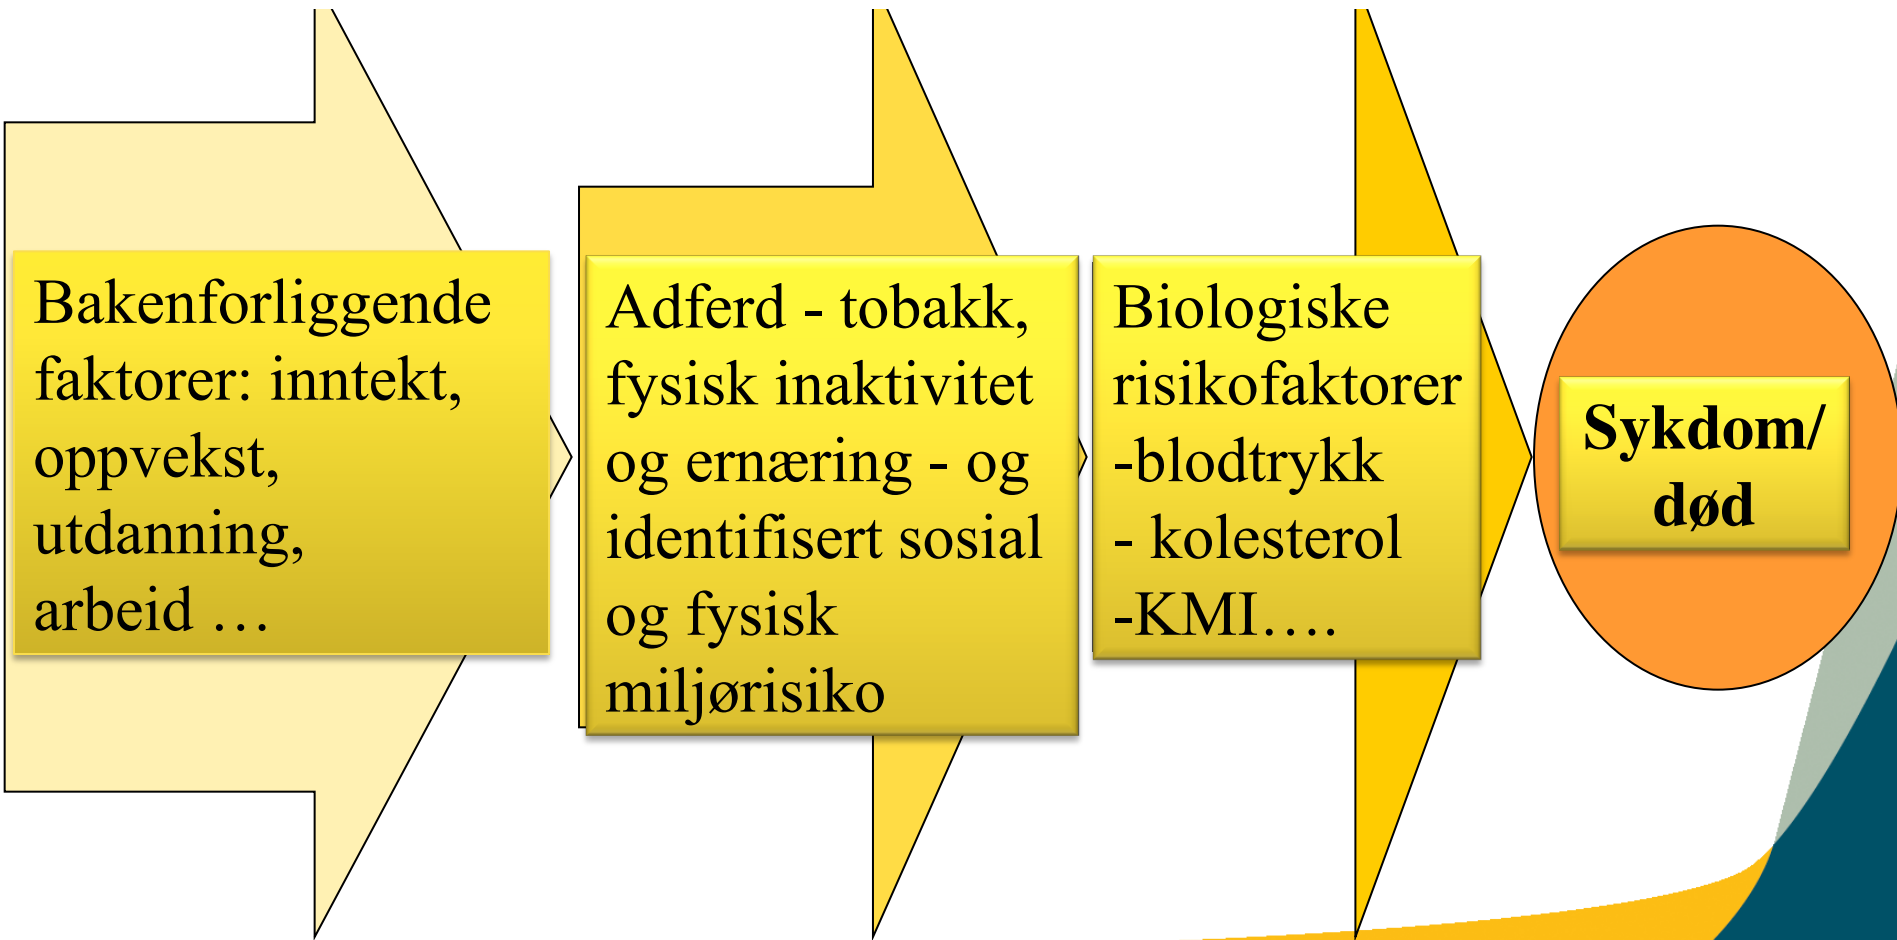 Bakenforliggende
faktorer: inntekt,
oppvekst,
utdanning,
arbeid …
Adferd - tobakk,
fysisk inaktivitet
og ernæring - og
identifisert sosial
og fysisk
miljørisiko
Biologiske
risikofaktorer
-blodtrykk
- kolesterol
-KMI….
Sykdom/
død